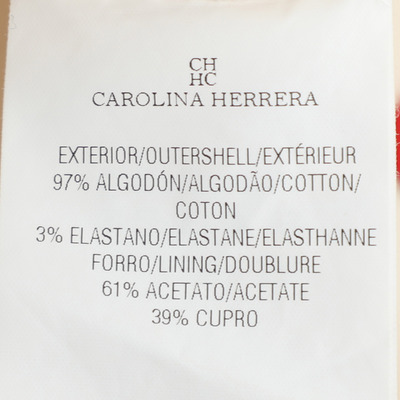 CH
HC
CAROLINA HERRERA
EXTERIOR/OUTERSHELL/EXTÉRIEUR
97% ALGODÓN/ALGODÃO/COTTON/
COTON
3% ELASTANO/ELASTANE/ELASTHANNE
FORRO/LINING/DOUBLURE
61% ACETATO/ACETATE
39% CUPRO